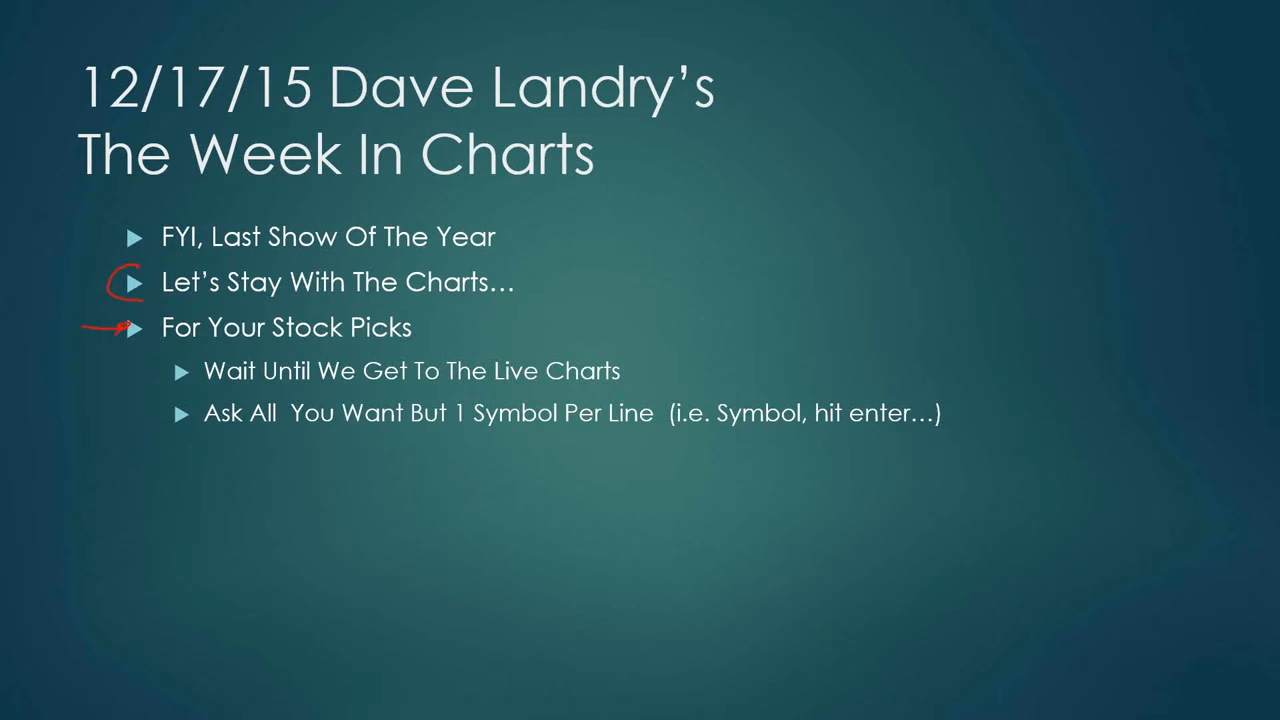 12/17/15 Dave Landry’s
The Week In Charts
FYI, Last Show Of The Year
Let’s Stay With The Charts…
For Your Stock Picks
Wait Until We Get To The Live Charts
Ask All  You Want But 1 Symbol Per Line  (i.e. Symbol, hit enter…)